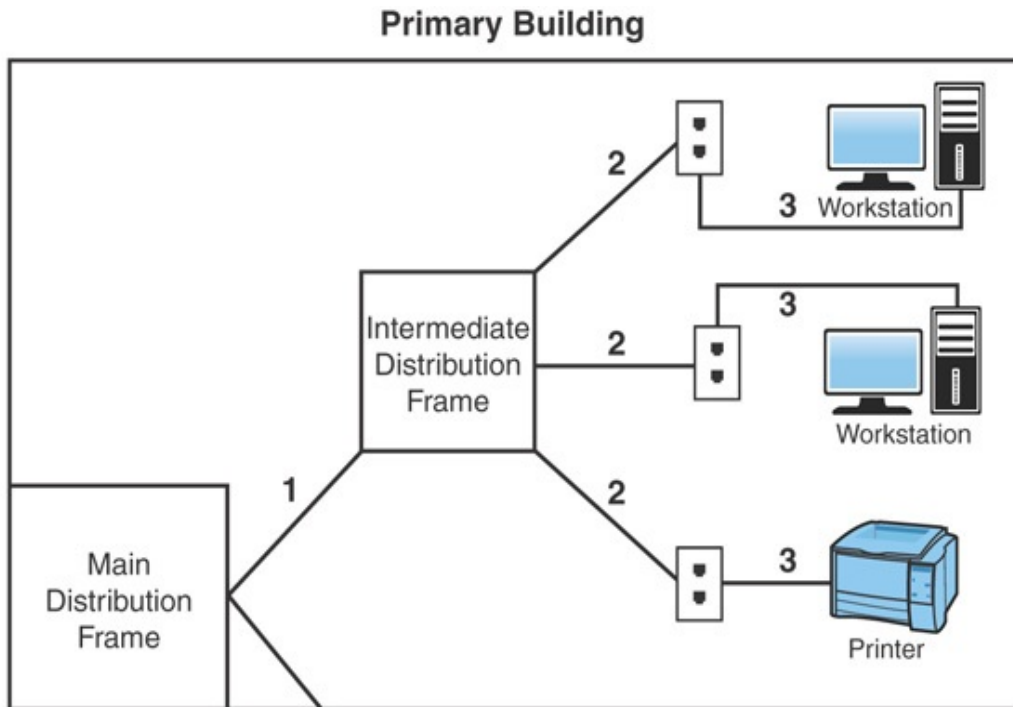 Primary Building
2
3
Workstation
Intermediate
Distribution
Frame
2
3
Workstation
1
2
Main
Distribution
Frame
3
Printer